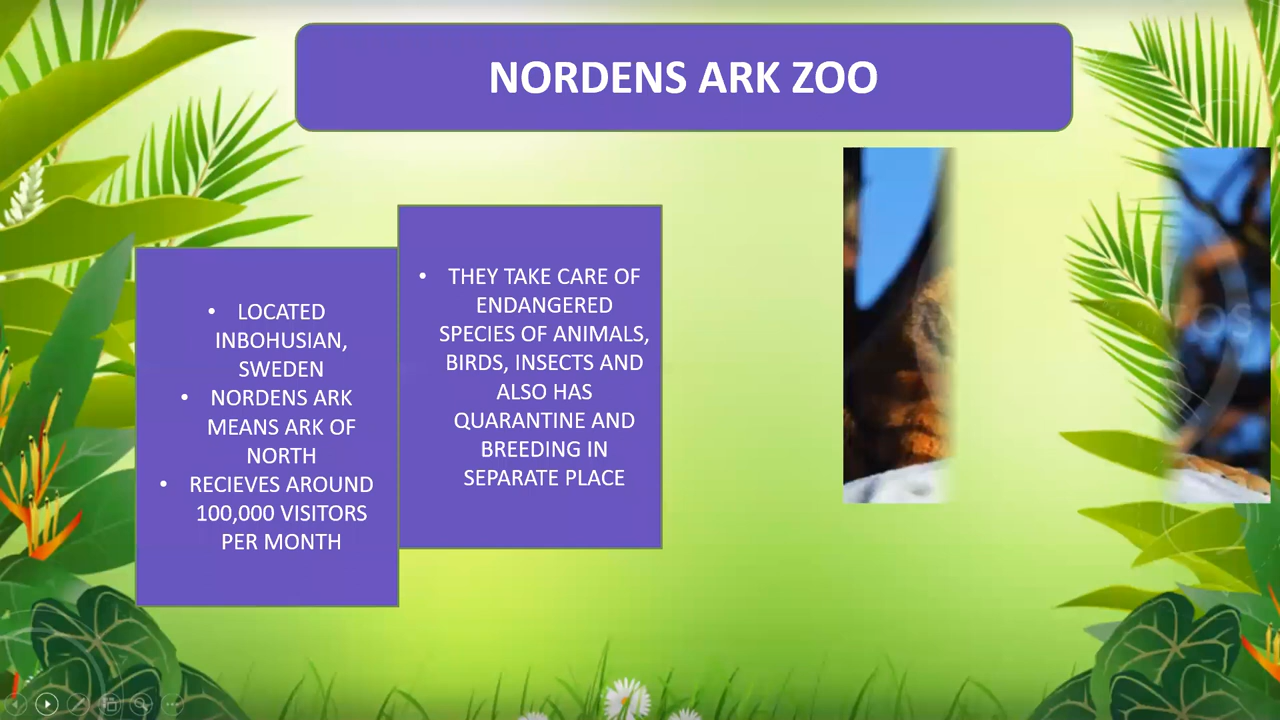 NORDENS ARK ZOO
• LOCATED
INBOHUSIAN,
SWEDEN
• NORDENS ARK
MEANS ARK OF
NORTH
• RECIEVES AROUND
100,000 VISITORS
PER MONTH
• THEY TAKE CARE OF
ENDANGERED
SPECIES OF ANIMALS,
BIRDS, INSECTS AND
ALSO HAS
QUARANTINE AND
BREEDING IN
SEPARATE PLACE